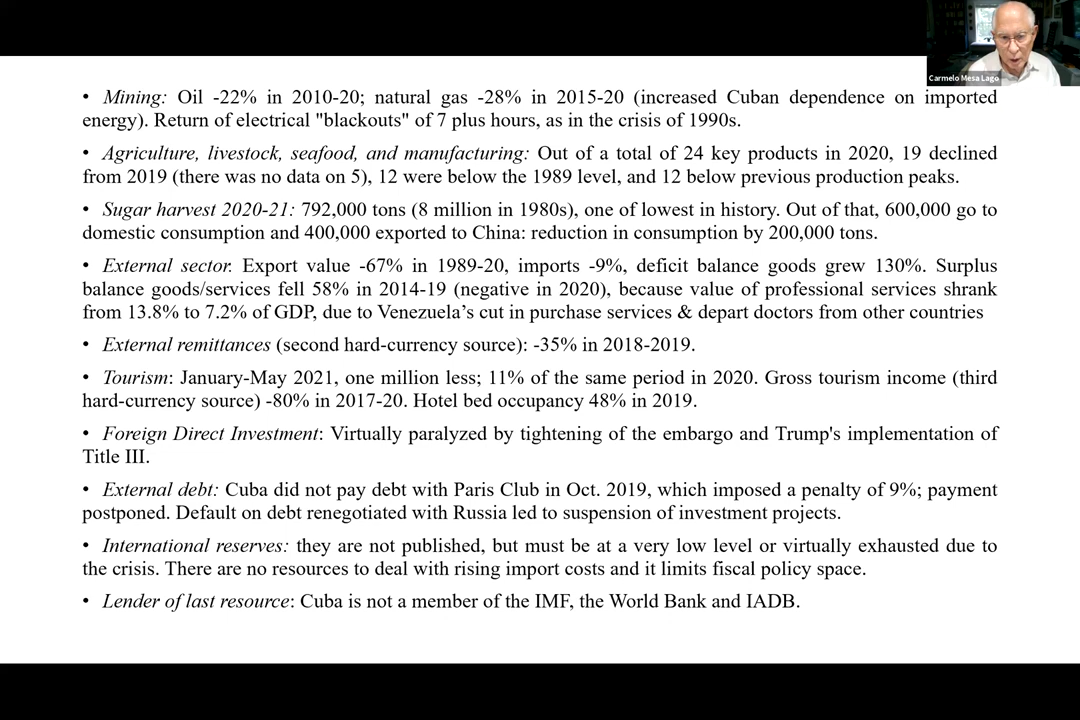 Carmelo Mesa Lago
• Mining: Oil -22% in 2010-20; natural gas -28% in 2015-20 (increased Cuban dependence on imported
energy). Return of electrical "blackouts" of 7 plus hours, as in the crisis of 1990s.
• Agriculture, livestock, seafood, and manufacturing: Out of a total of 24 key products in 2020, 19 declined
from 2019 (there was no data on 5), 12 were below the 1989 level, and 12 below previous production peaks.
• Sugar harvest 2020-21: 792,000 tons (8 million in 1980s), one of lowest in history. Out of that, 600,000 go to
domestic consumption and 400,000 exported to China: reduction in consumption by 200,000 tons.
• External sector. Export value -67% in 1989-20, imports -9%, deficit balance goods grew 130%. Surplus
balance goods/services fell 58% in 2014-19 (negative in 2020), because value of professional services shrank
from 13.8% to 7.2% of GDP, due to Venezuela’s cut in purchase services & depart doctors from other countries
• External remittances (second hard-currency source): -35% in 2018-2019.
• Tourism: January-May 2021, one million less; 11% of the same period in 2020. Gross tourism income (third
hard-currency source) -80% in 2017-20. Hotel bed occupancy 48% in 2019.
• Foreign Direct Investment: Virtually paralyzed by tightening of the embargo and Trump's implementation of
Title III.
• External debt: Cuba did not pay debt with Paris Club in Oct. 2019, which imposed a penalty of 9%; payment
postponed. Default on debt renegotiated with Russia led to suspension of investment projects.
• International reserves: they are not published, but must be at a very low level or virtually exhausted due to
the crisis. There are no resources to deal with rising import costs and it limits fiscal policy space.
• Lender of last resource: Cuba is not a member of the IMF, the World Bank and IADB.